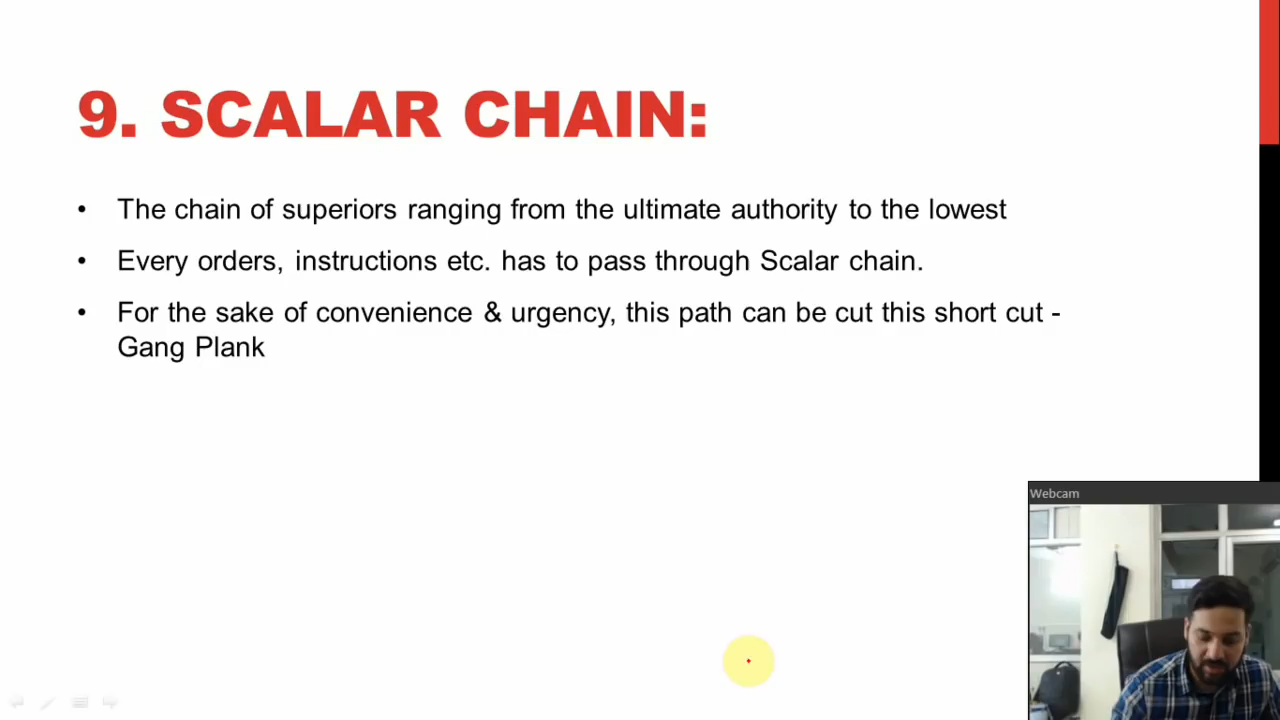 9. SCALAR CHAIN:
• The chain of superiors ranging from the ultimate authority to the lowest
• Every orders, instructions etc. has to pass through Scalar chain.
• For the sake of convenience & urgency, this path can be cut this short cut -
Gang Plank
Webcam